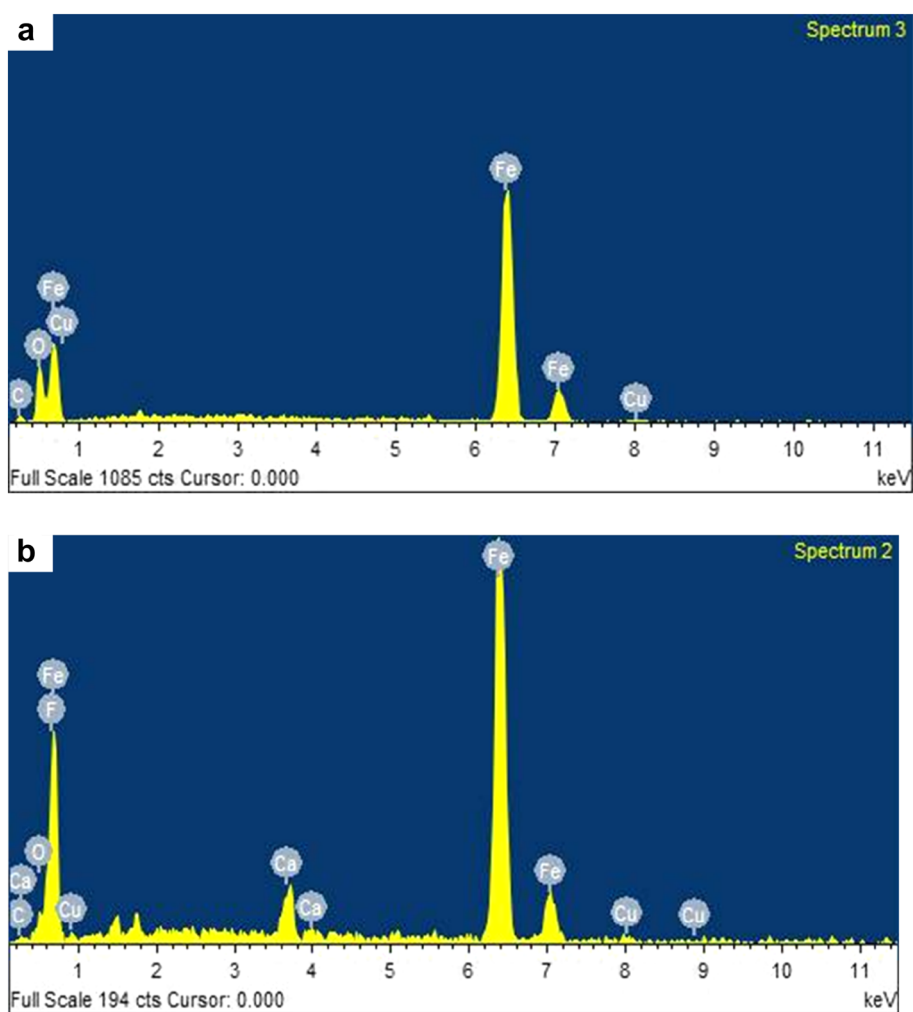 a
Spectrum 3
Fe
Fe
Cu
O
Fe
C
Cu
1 2 3 4 5 6 7 8 9 10 11
Full Scale 1085 cts Cursor: 0.000 keV
b
Spectrum 2
Fe
Fe
F
O
Ca
Ca
Fe
C
Cu
Ca
Cu
Cu
1 2 3 4 5 6 7 8 9 10 11
Full Scale 194 cts Cursor: 0.000 keV